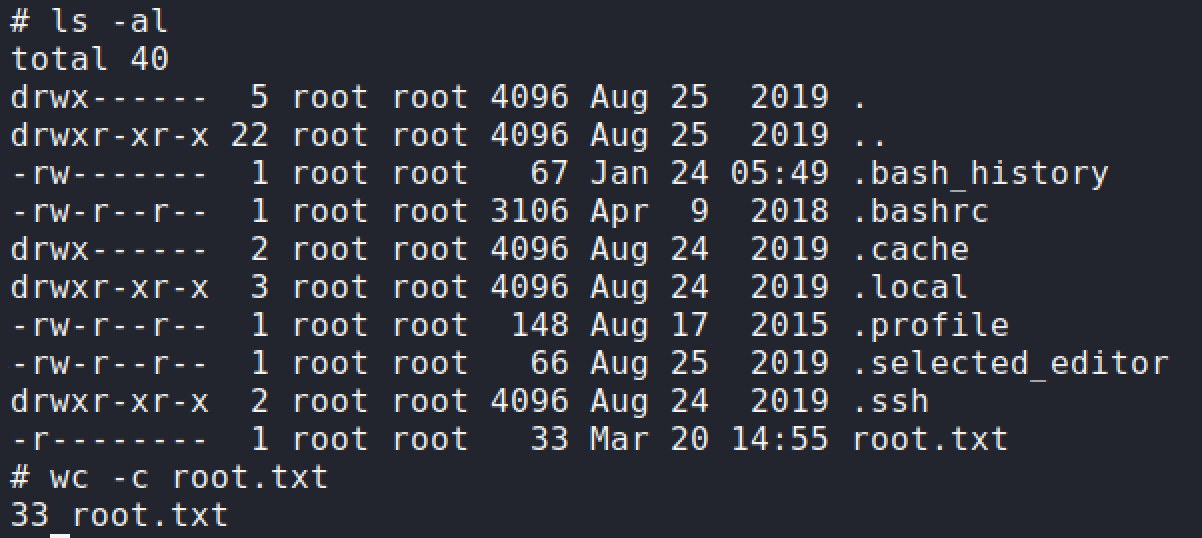 # ls -al
total 40
drwx------  5 root root 4096 Aug 25  2019 .
drwxr-xr-x 22 root root 4096 Aug 25  2019 ..
-rw-------  1 root root   67 Jan 24 05:49 .bash_history
-rw-r--r--  1 root root 3106 Apr  9  2018 .bashrc
drwx------  2 root root 4096 Aug 24  2019 .cache
drwxr-xr-x  3 root root 4096 Aug 24  2019 .local
-rw-r--r--  1 root root  148 Aug 17  2015 .profile
-rw-r--r--  1 root root   66 Aug 25  2019 .selected_editor
drwxr-xr-x  2 root root 4096 Aug 24  2019 .ssh
-r--------  1 root root   33 Mar 20 14:55 root.txt
# wc -c root.txt
33 root.txt